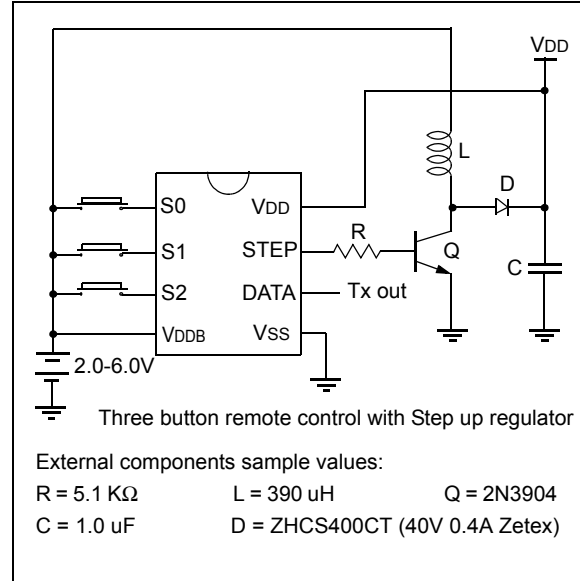 VDD
L
D
S0
VDD
R
S1
STEP
Q
C
S2
DATA
Tx out
VDDB
VSS
2.0-6.0V
Three button remote control with Step up regulator
External components sample values:
R = 5.1 KΩ L = 390 uH Q = 2N3904
C = 1.0 uF D = ZHCS400CT (40V 0.4A Zetex)